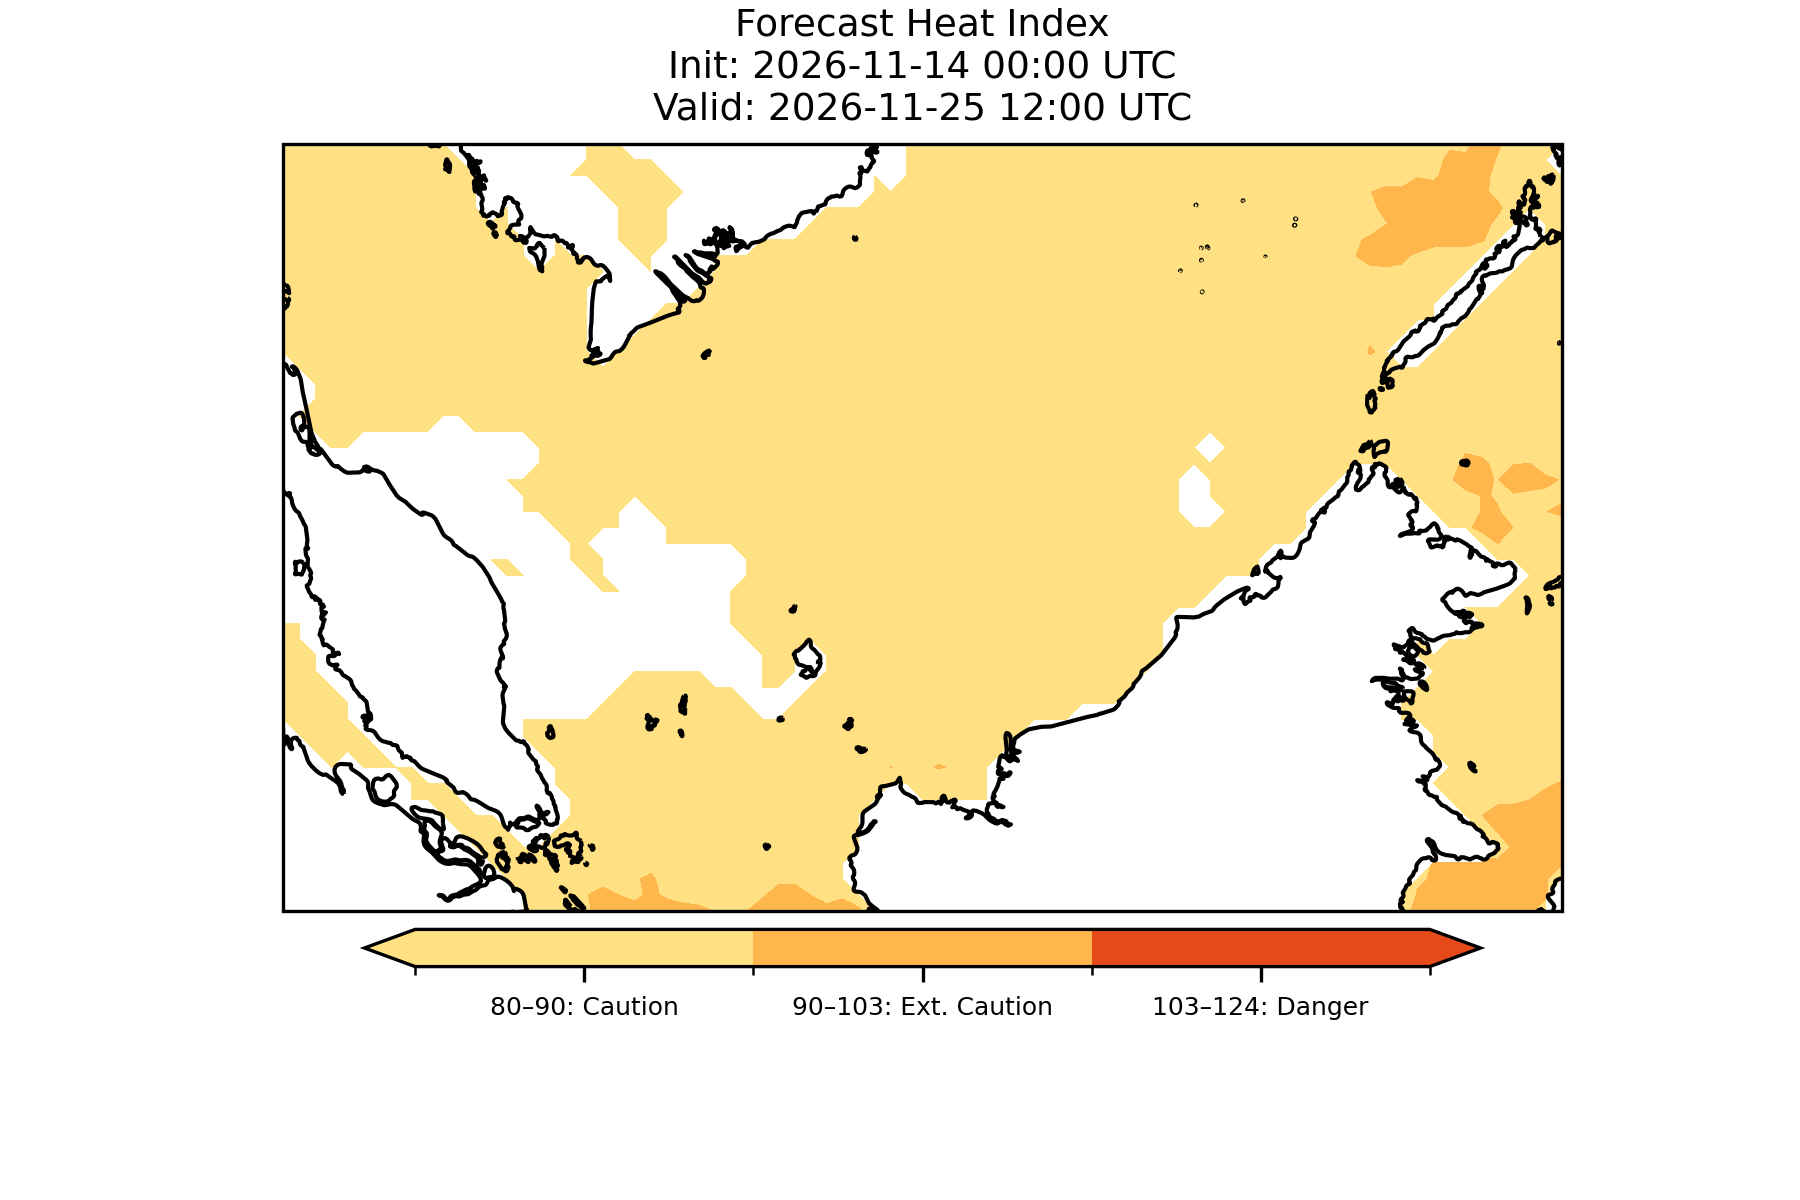 Forecast Heat Index
Init: 2026-11-14 00:00 UTC
Valid: 2026-11-25 12:00 UTC
80–90: Caution
90–103: Ext. Caution
103–124: Danger